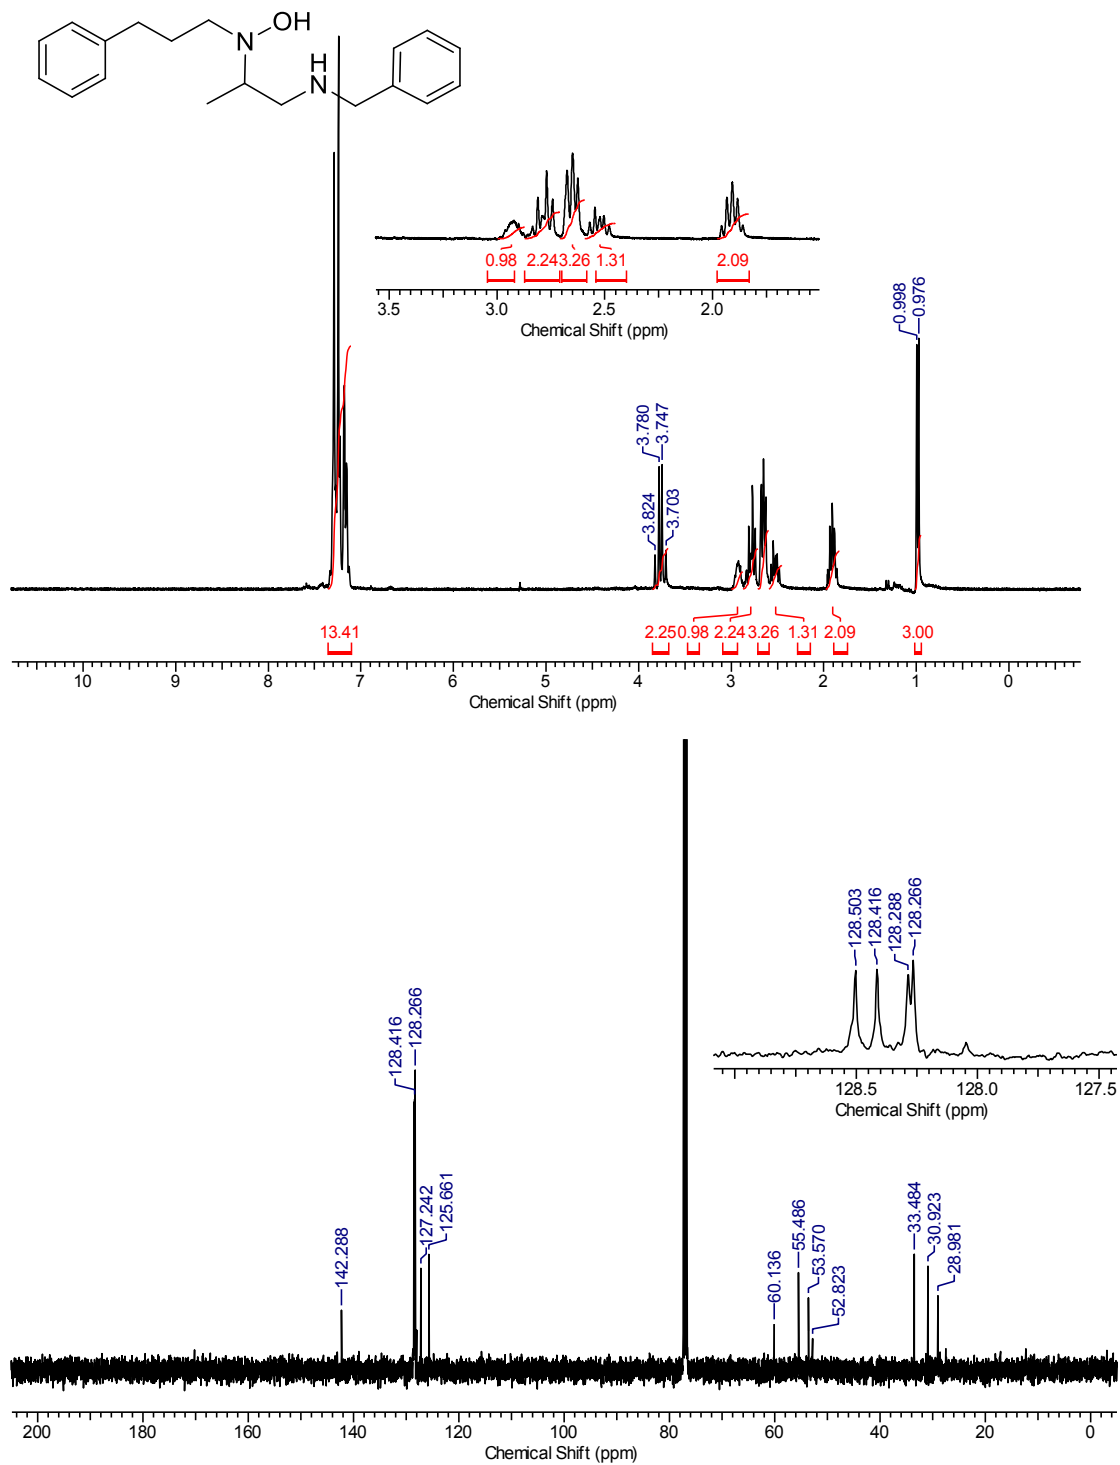 OH
N
H
N
0.98 2.24 3.26 1.31 2.09
3.5 3.0 2.5 2.0
Chemical Shift (ppm)
0.998
0.976
3.780
3.747
3.824
3.703
13.41 2.25 0.98 2.24 3.26 1.31 2.09 3.00
10 9 8 7 6 5 4 3 2 1 0
Chemical Shift (ppm)
128.503
128.416
128.288
128.266
128.5 128.0 127.5
Chemical Shift (ppm)
128.416
128.266
142.288
127.242
125.661
60.136
55.486
53.570
52.823
33.484
30.923
28.981
200 180 160 140 120 100 80 60 40 20 0
Chemical Shift (ppm)